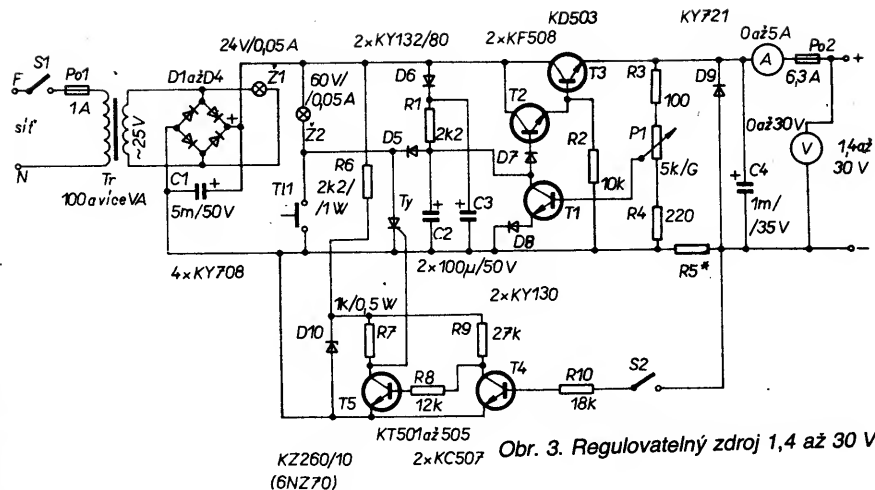 KD503
KY721
24V/0,05A
2×KY132/80
2×KF508
0až5A
Po2
S1
F
Po1
1A
D1ažD4
Ž1
60V/
/0,05A
Ž2
D6
T3
R3
D9
A
6,3A
+
síť
~25V
+
R1
2k2
T2
R2
100
P1
0až30V
N
Tr
100 a více VA
C1
+
5m/50V
Tl1
R6
2k2/
/1W
D5
D7
10k
5k/G
V
1,4až
30 V
Ty
+
C2
+
C3
T1
D8
R4
220
+
C4
1m/
/35V
4×KY708
2×100µ/50V
R5*
−
2×KY130
1k/0,5W
D10
R7
R9
27k
T4
R10
18k
S2
T5
R8
12k
KT501až505
KZ260/10
(6NZ70)
2×KC507
Obr. 3. Regulovatelný zdroj 1,4 až 30 V